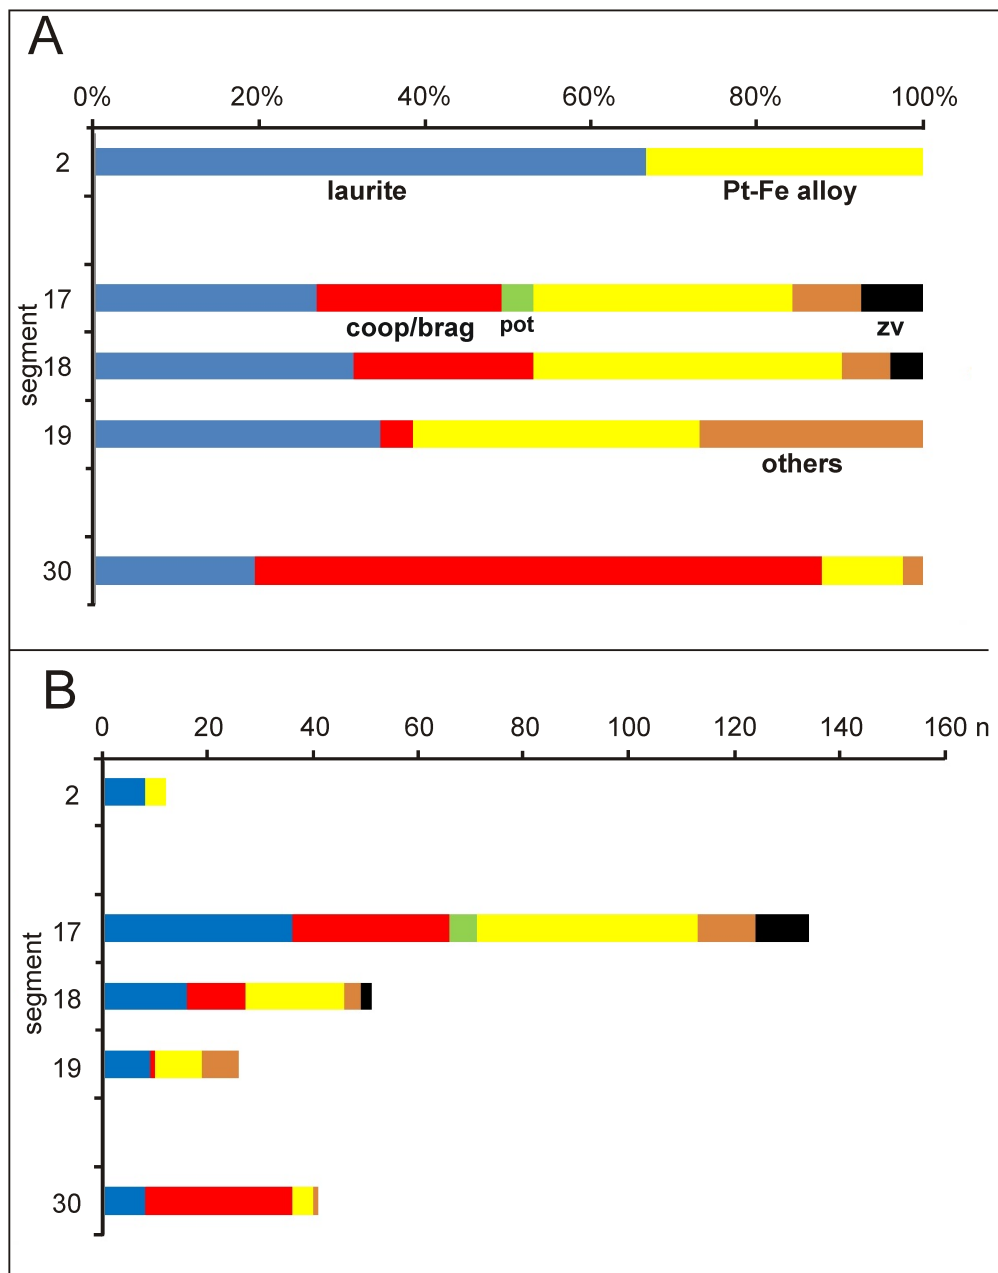 A
0% 20% 40% 60% 80% 100%
2
laurite Pt-Fe alloy
segment
17
coop/brag pot zv
18
19
others
30
B
0 20 40 60 80 100 120 140 160 n
2
segment
17
18
19
30